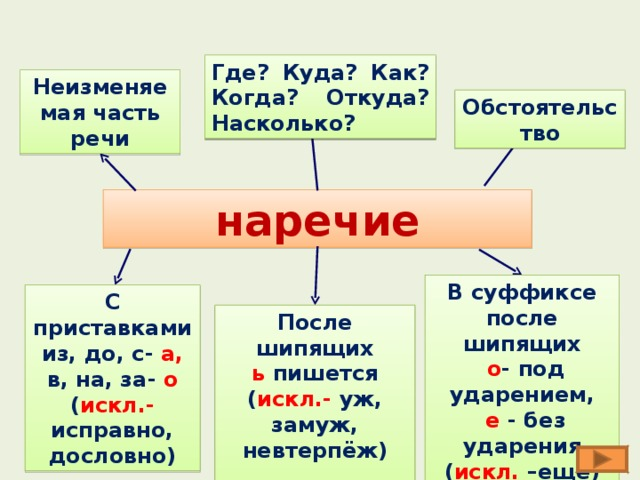 Неизменяе
мая часть
речи
Где? Куда? Как?
Когда? Откуда?
Насколько?
Обстоятельс
тво
наречие
С
приставками
из, до, с- а,
в, на, за- о
(искл.-
исправно,
дословно)
После
шипящих
ь пишется
(искл.- уж,
замуж,
невтерпёж)
В суффиксе
после
шипящих
о- под
ударением,
е - без
ударения
(искл. –ещё)